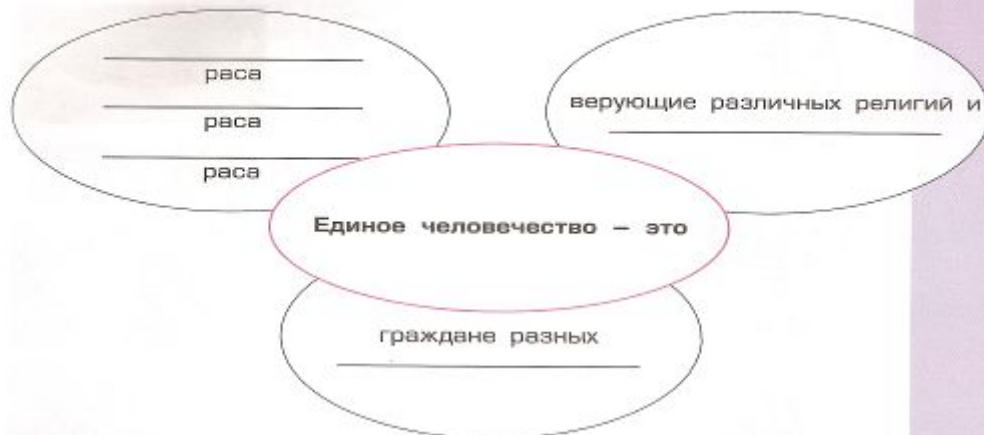 раса
раса
раса
верующие различных религий и
Единое человечество – это
граждане разных